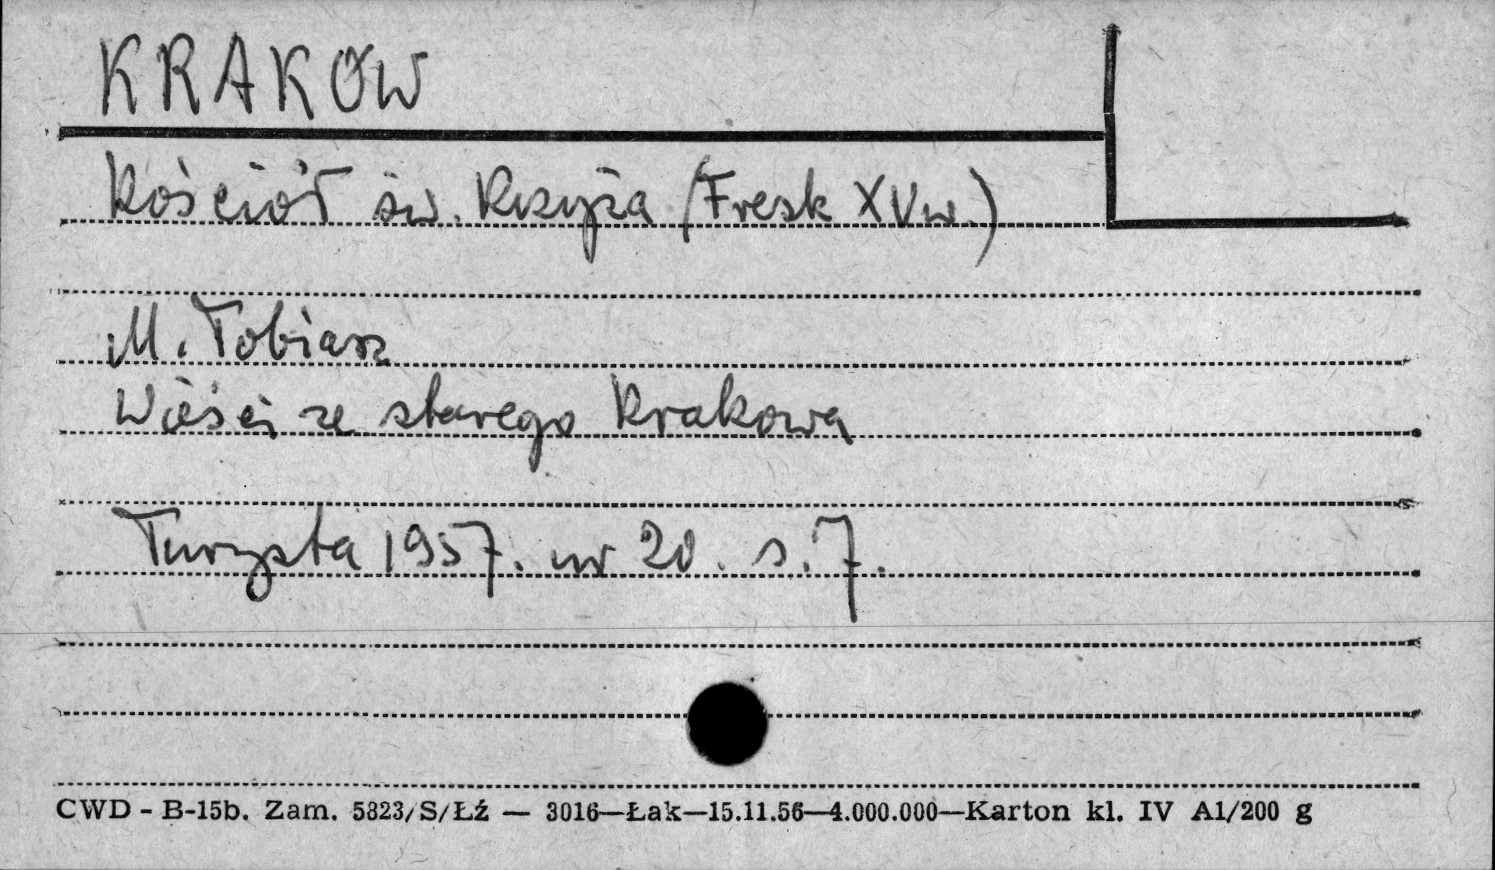 KRAKÓW
Kościół św. Krzyża (Fresk XV w.)
M. Tobiasz
Wieści ze starego Krakowa
Turysta 1957. nr 20. s. 7.
CWD - B-15b. Zam. 5823/S/Łź — 3016—Łak—15.11.56—4.000.000—Karton kl. IV A1/200 g